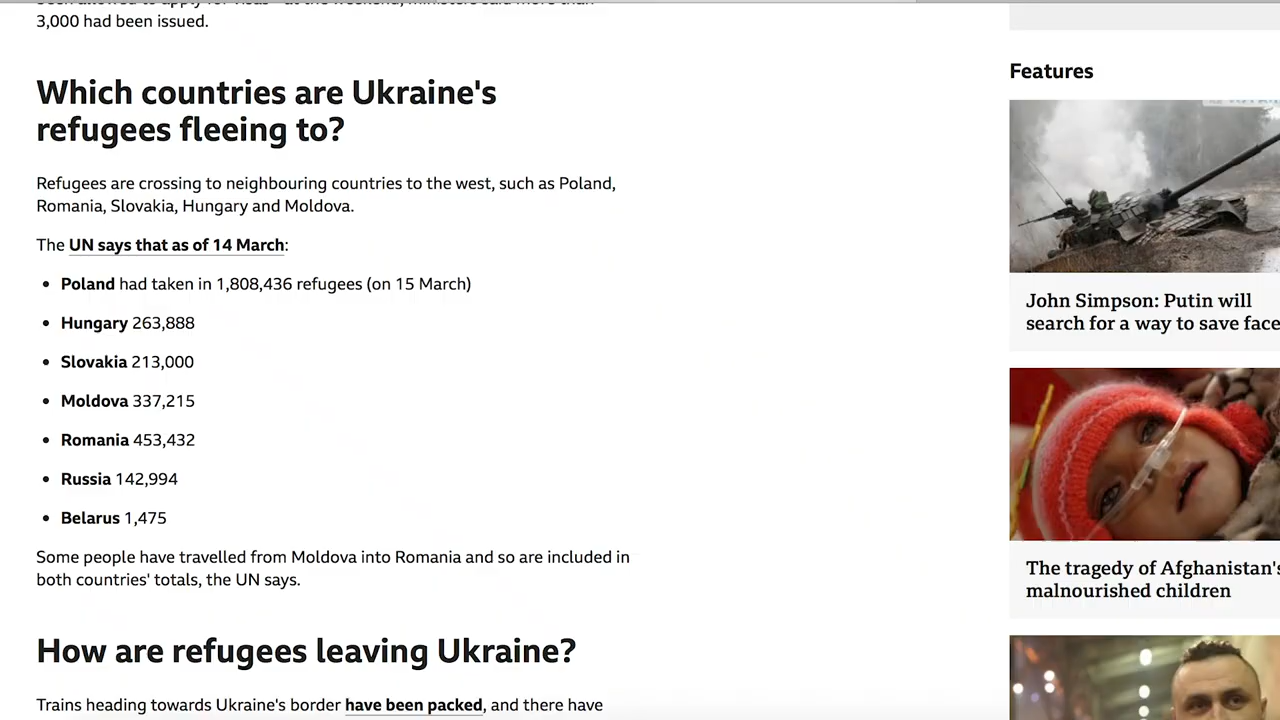 3,000 had been issued.
Which countries are Ukraine's
refugees fleeing to?
Refugees are crossing to neighbouring countries to the west, such as Poland,
Romania, Slovakia, Hungary and Moldova.
The UN says that as of 14 March:
• Poland had taken in 1,808,436 refugees (on 15 March)
• Hungary 263,888
• Slovakia 213,000
• Moldova 337,215
• Romania 453,432
• Russia 142,994
• Belarus 1,475
Some people have travelled from Moldova into Romania and so are included in
both countries' totals, the UN says.
How are refugees leaving Ukraine?
Trains heading towards Ukraine's border have been packed, and there have
Features
John Simpson: Putin will
search for a way to save face
The tragedy of Afghanistan's
malnourished children